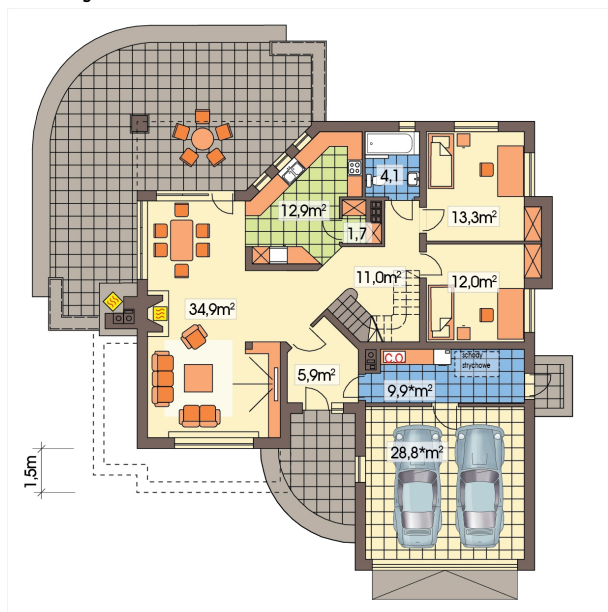 4,1
12,9m²
13,3m²
1,7
11,0m²
12,0m²
34,9m²
schody
strychowe
C.O.
5,9m²
9,9*m²
28,8*m²
1,5m